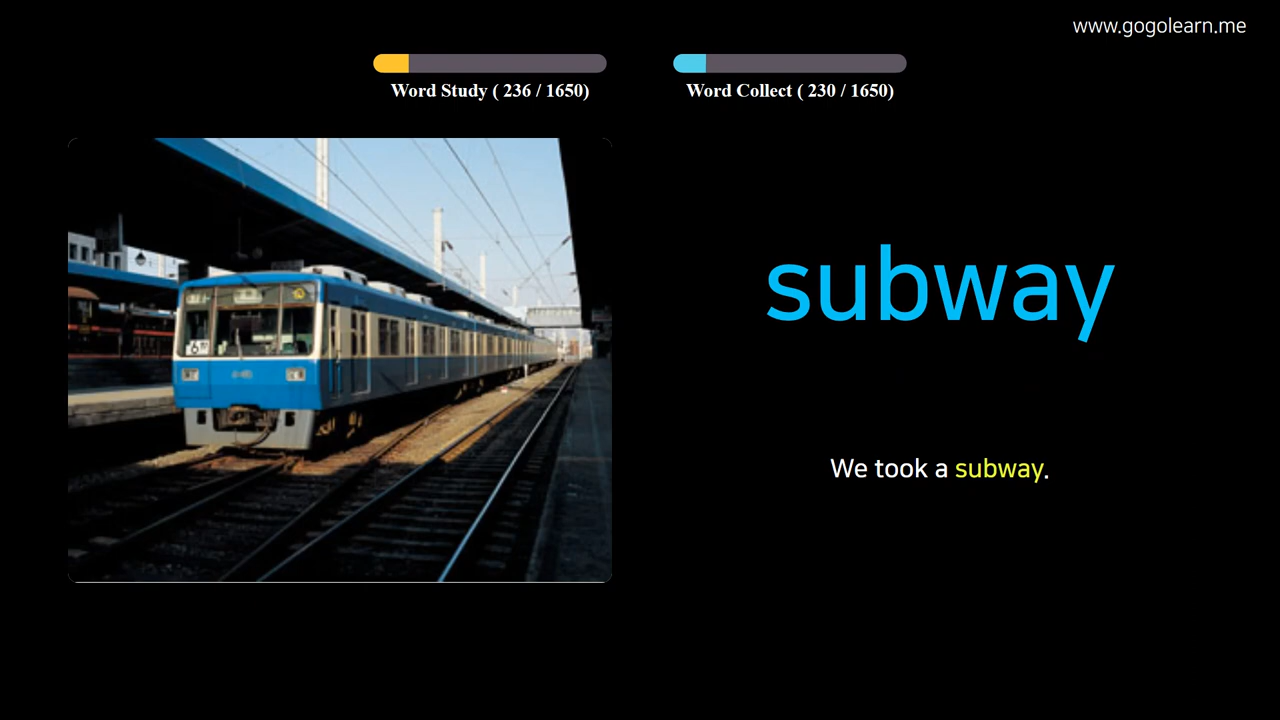 www.gogolearn.me
Word Study ( 236 / 1650)
Word Collect ( 230 / 1650)
subway
We took a subway.